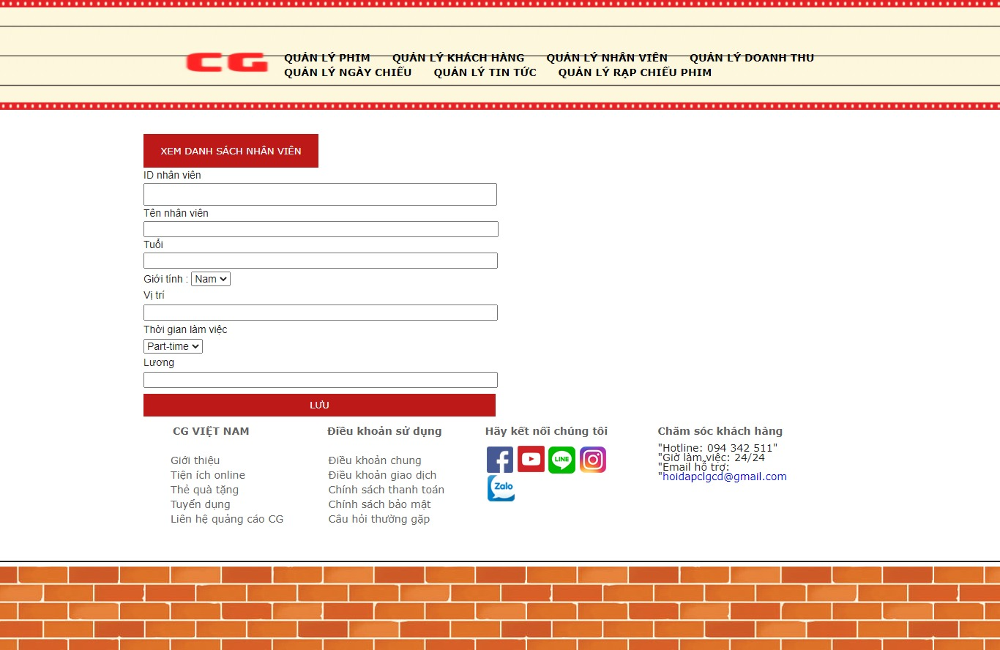 CG
QUẢN LÝ PHIM QUẢN LÝ KHÁCH HÀNG QUẢN LÝ NHÂN VIÊN QUẢN LÝ DOANH THU
QUẢN LÝ NGÀY CHIẾU QUẢN LÝ TIN TỨC QUẢN LÝ RẠP CHIẾU PHIM
XEM DANH SÁCH NHÂN VIÊN
ID nhân viên
Tên nhân viên
Tuổi
Giới tính : Nam
Vị trí
Thời gian làm việc
Part-time
Lương
LƯU
CG VIỆT NAM
Giới thiệu
Tiện ích online
Thẻ quà tặng
Tuyển dụng
Liên hệ quảng cáo CG
Điều khoản sử dụng
Điều khoản chung
Điều khoản giao dịch
Chính sách thanh toán
Chính sách bảo mật
Câu hỏi thường gặp
Hãy kết nối chúng tôi
LINE
Zalo
Chăm sóc khách hàng
"Hotline: 094 342 511"
"Giờ làm việc: 24/24
"Email hỗ trợ:
"hoidapclgcd@gmail.com